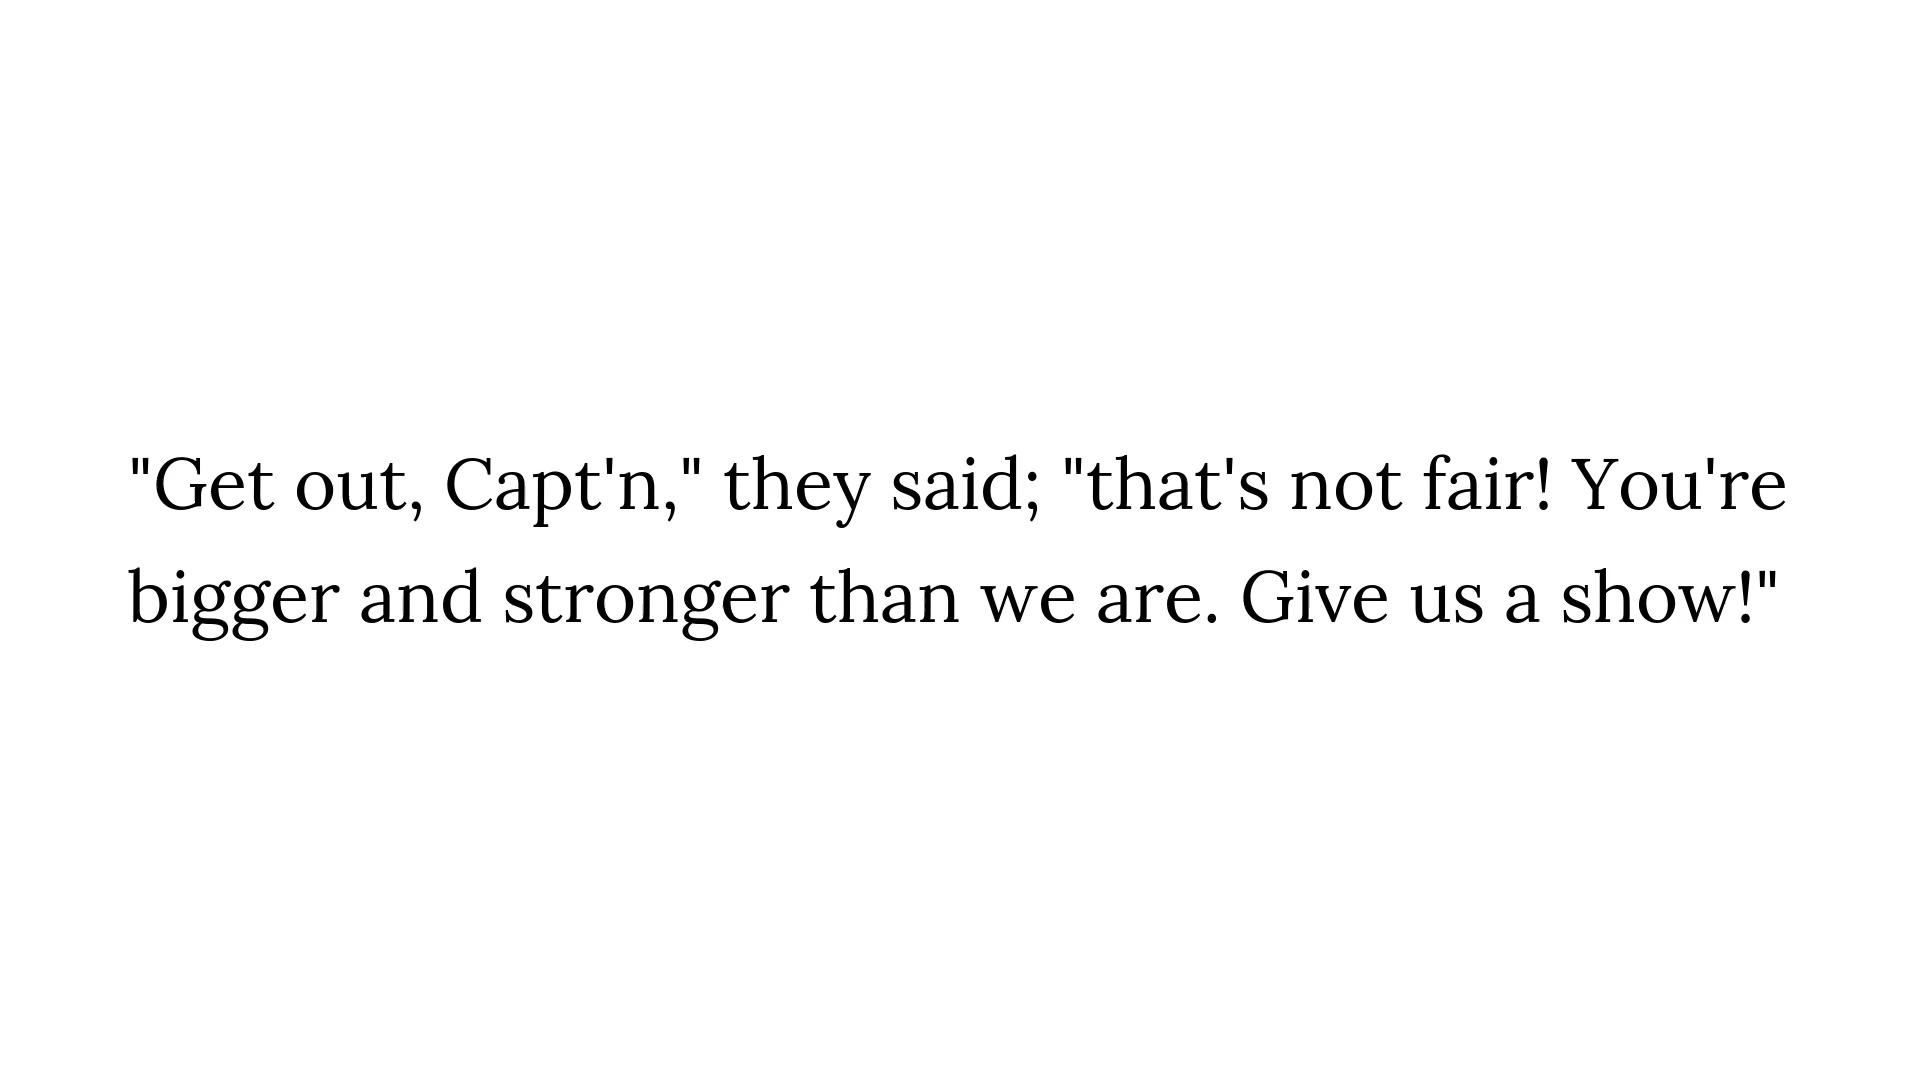 "Get out, Capt'n," they said; "that's not fair! You're
bigger and stronger than we are. Give us a show!"